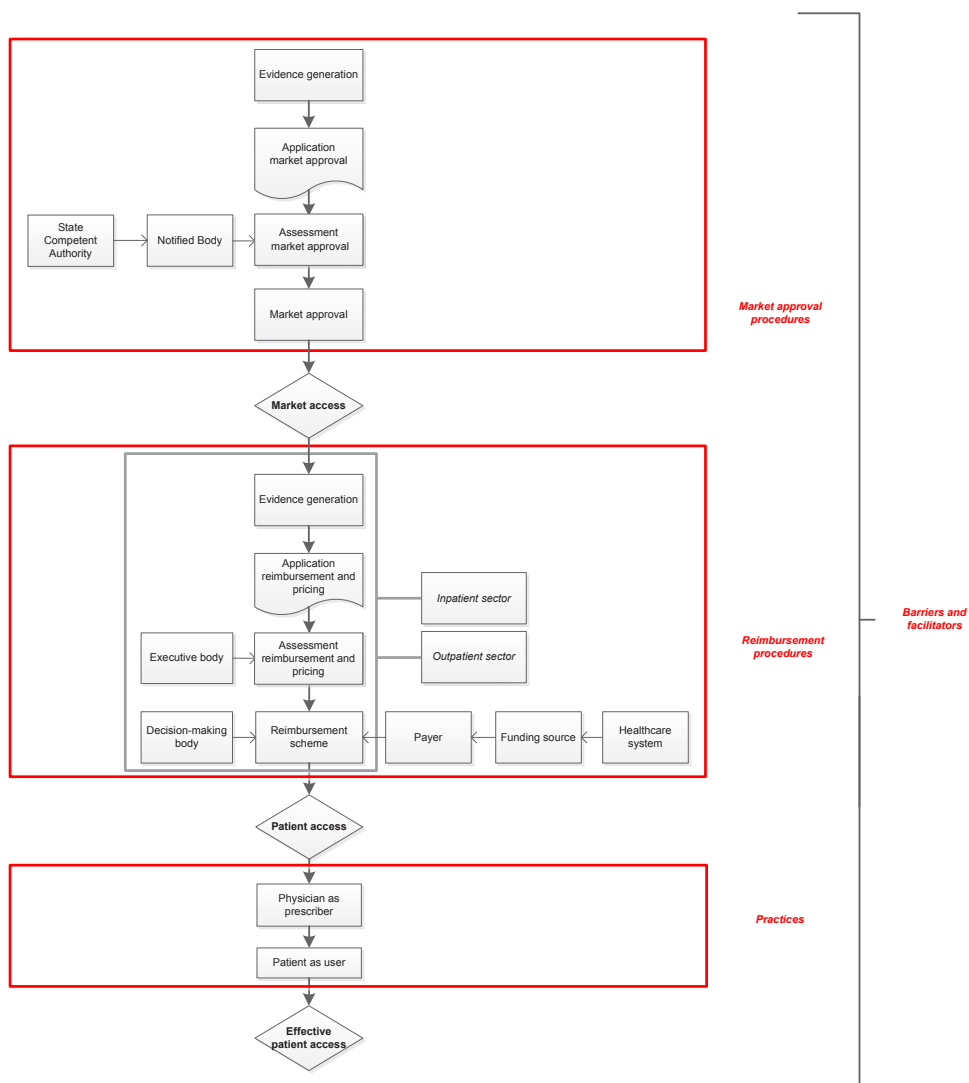 Evidence generation
Application
market approval
State
Competent
Authority
Notified Body
Assessment
market approval
Market approval
Market approval
procedures
Market access
Evidence generation
Application
reimbursement and
pricing
Inpatient sector
Executive body
Assessment
reimbursement and
pricing
Outpatient sector
Reimbursement
procedures
Barriers and
facilitators
Decision-making
body
Reimbursement
scheme
Payer
Funding source
Healthcare
system
Patient access
Physician as
prescriber
Practices
Patient as user
Effective
patient access